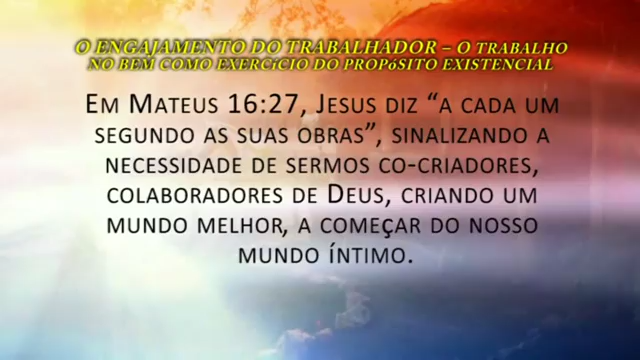 O ENGAJAMENTO DO TRABALHADOR – O TRABALHO
NO BEM COMO EXERCíCIO DO PROPóSITO EXISTENCIAL
EM MATEUS 16:27, JESUS DIZ “A CADA UM
SEGUNDO AS SUAS OBRAS”, SINALIZANDO A
NECESSIDADE DE SERMOS CO-CRIADORES,
COLABORADORES DE DEUS, CRIANDO UM
MUNDO MELHOR, A COMEÇAR DO NOSSO
MUNDO ÍNTIMO.